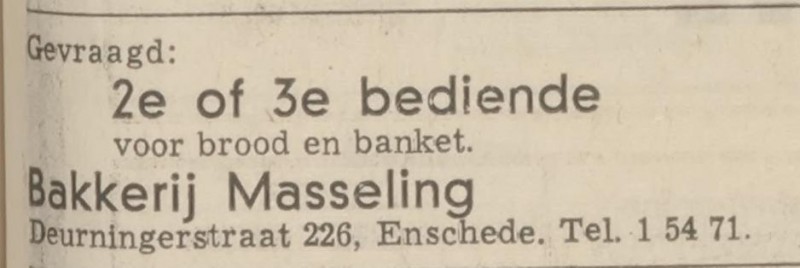 Gevraagd:
2e of 3e bediende
voor brood en banket.
Bakkerij Masseling
Deurningerstraat 226, Enschede. Tel. 1 54 71.